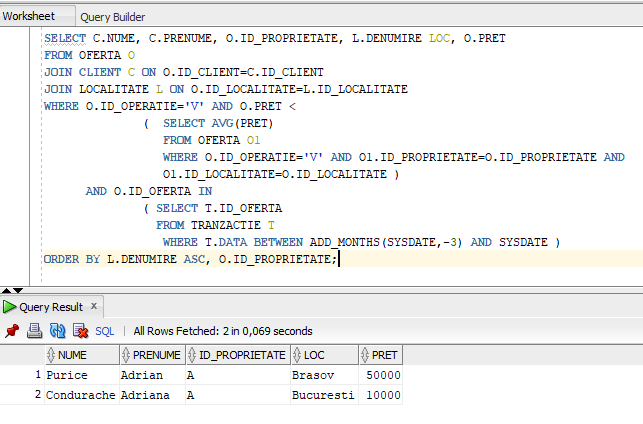 Worksheet Query Builder
SELECT C.NUME, C.PRENUME, O.ID_PROPRIETATE, L.DENUMIRE LOC, O.PRET
FROM OFERTA O
JOIN CLIENT C ON O.ID_CLIENT=C.ID_CLIENT
JOIN LOCALITATE L ON O.ID_LOCALITATE=L.ID_LOCALITATE
WHERE O.ID_OPERATIE='V' AND O.PRET <
( SELECT AVG(PRET)
FROM OFERTA O1
WHERE O.ID_OPERATIE='V' AND O1.ID_PROPRIETATE=O.ID_PROPRIETATE AND
O1.ID_LOCALITATE=O.ID_LOCALITATE )
AND O.ID_OFERTA IN
( SELECT T.ID_OFERTA
FROM TRANZACTIE T
WHERE T.DATA BETWEEN ADD_MONTHS(SYSDATE,-3) AND SYSDATE )
ORDER BY L.DENUMIRE ASC, O.ID_PROPRIETATE;
Query Result x
SQL | All Rows Fetched: 2 in 0,069 seconds
NUME PRENUME ID_PROPRIETATE LOC PRET
1 Purice Adrian A Brasov 50000
2 Condurache Adriana A Bucuresti 10000